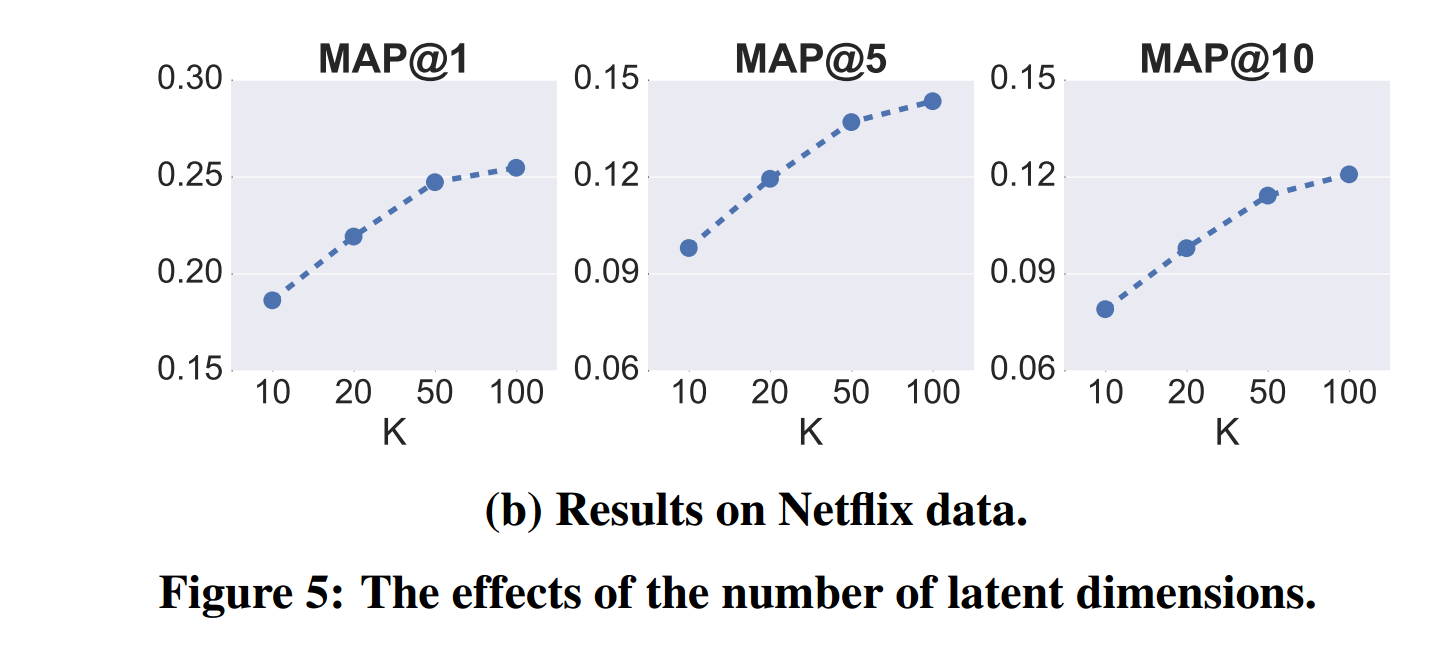 MAP@1 MAP@5 MAP@10
0.30 0.15 0.15
0.25 0.12 0.12
0.20 0.09 0.09
0.15 0.06 0.06
10 20 50 100 10 20 50 100 10 20 50 100
K K K
(b) Results on Netflix data.
Figure 5: The effects of the number of latent dimensions.